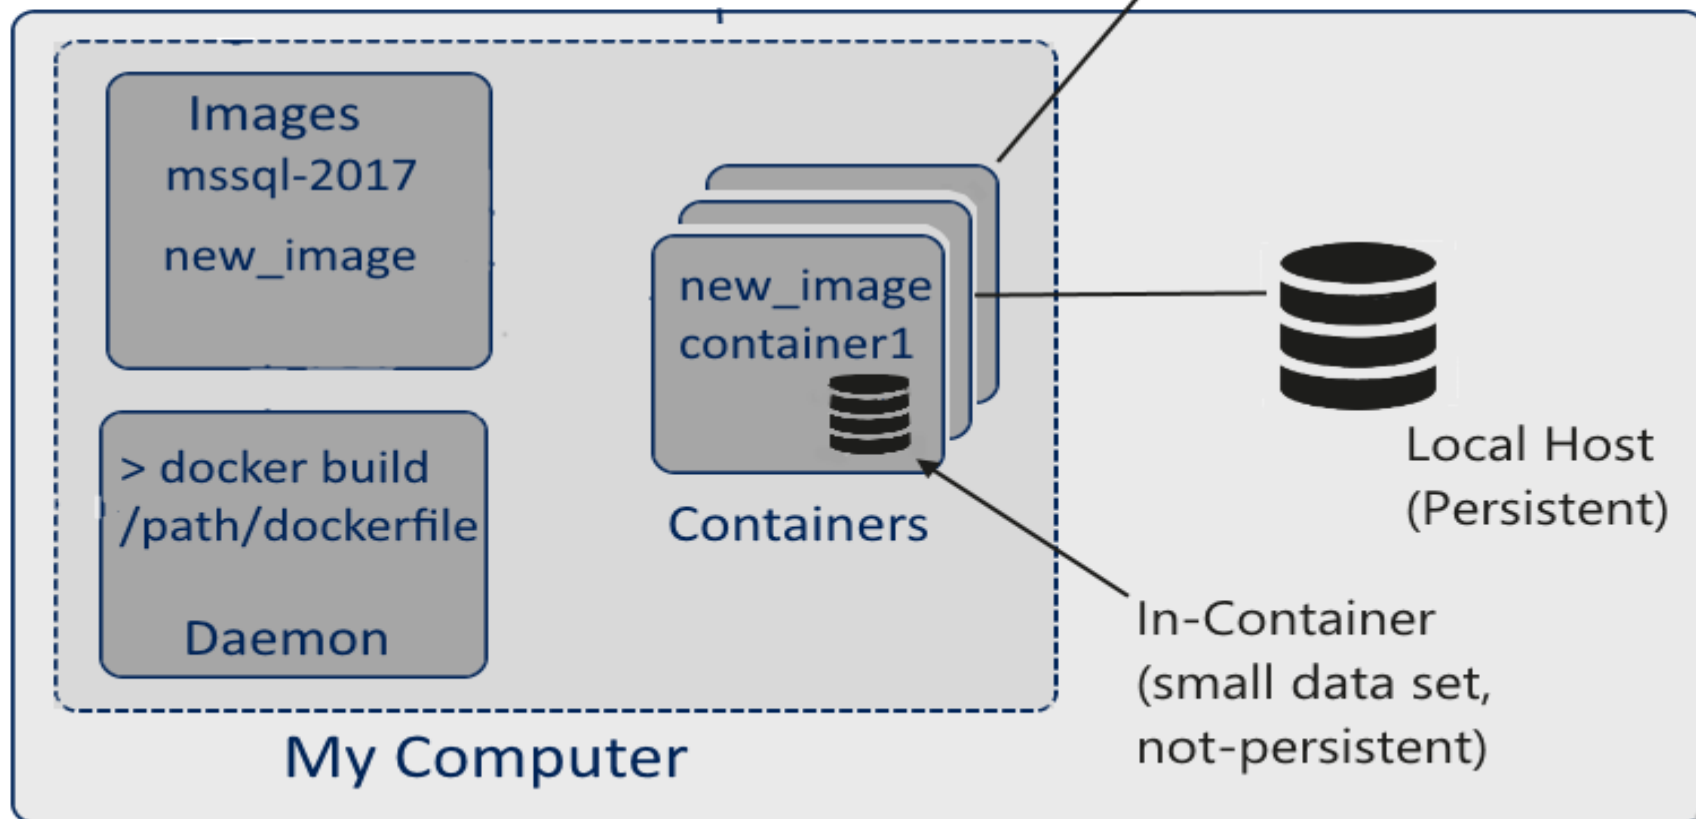 Images
mssql-2017
new_image
> docker build
/path/dockerfile
Daemon
new_image
container1
Containers
Local Host
(Persistent)
In-Container
(small data set,
not-persistent)
My Computer